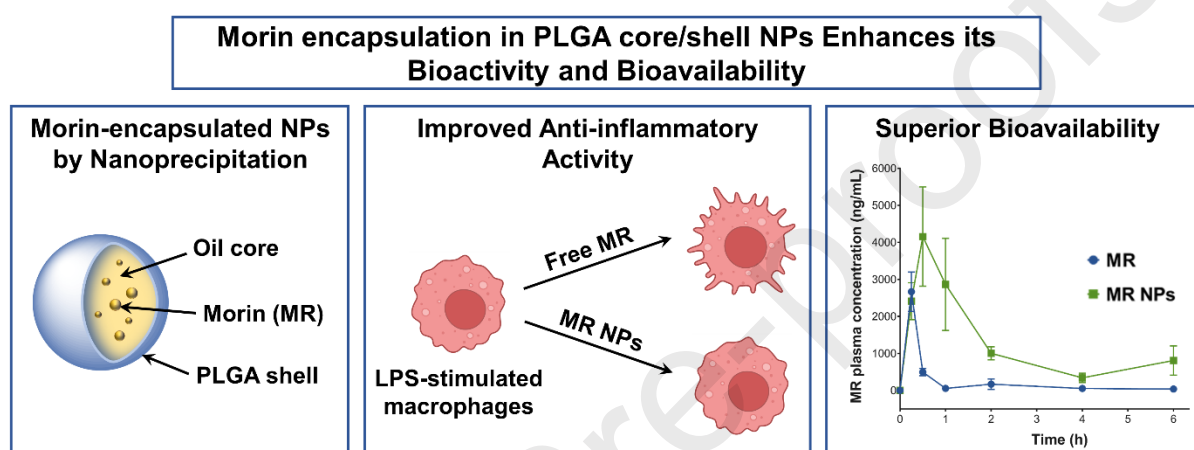 Morin encapsulation in PLGA core/shell NPs Enhances its
Bioactivity and Bioavailability
Morin-encapsulated NPs
by Nanoprecipitation
Oil core
Morin (MR)
PLGA shell
Improved Anti-inflammatory
Activity
Free MR
MR NPs
LPS-stimulated
macrophages
Superior Bioavailability
MR plasma concentration (ng/mL)
6000
5000
4000
3000
2000
1000
0
MR
MR NPs
0
1
2
3
4
5
6
Time (h)